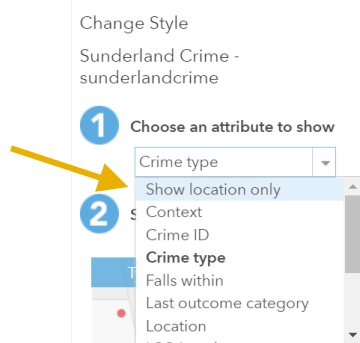 Change Style
Sunderland Crime -
sunderlandcrime
1 Choose an attribute to show
Crime type
Show location only
2
Context
Crime ID
Crime type
Falls within
Last outcome category
Location